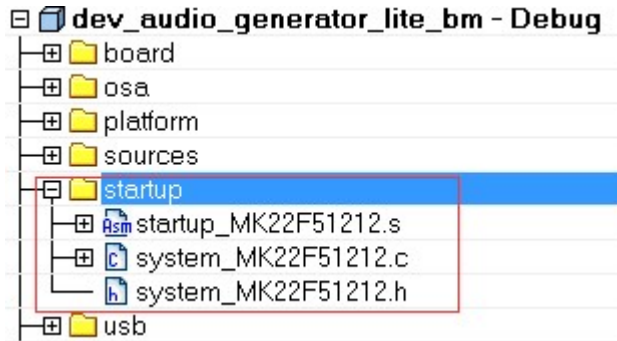 dev_audio_generator_lite_bm - Debug
board
osa
platform
sources
startup
Asm startup_MK22F51212.s
c system_MK22F51212.c
h system_MK22F51212.h
usb